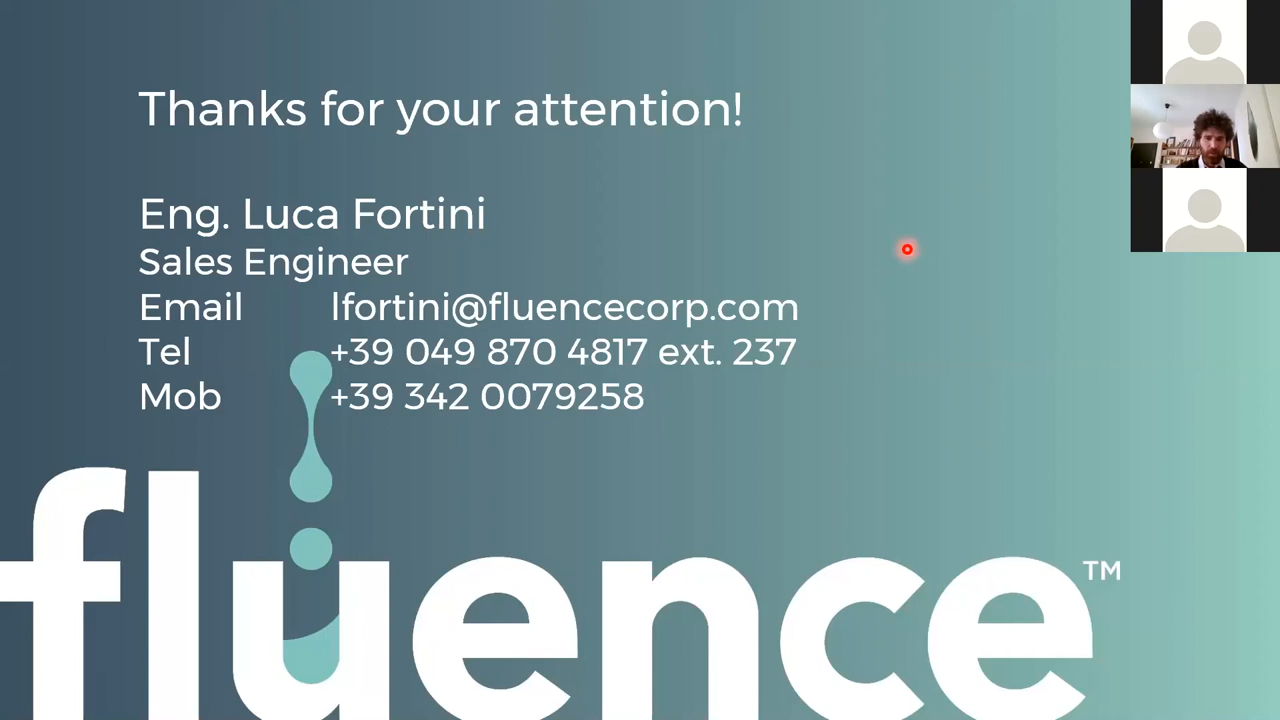 Thanks for your attention!
Eng. Luca Fortini
Sales Engineer
Email lfortini@fluencecorp.com
Tel +39 049 870 4817 ext. 237
Mob +39 342 0079258
fluence™